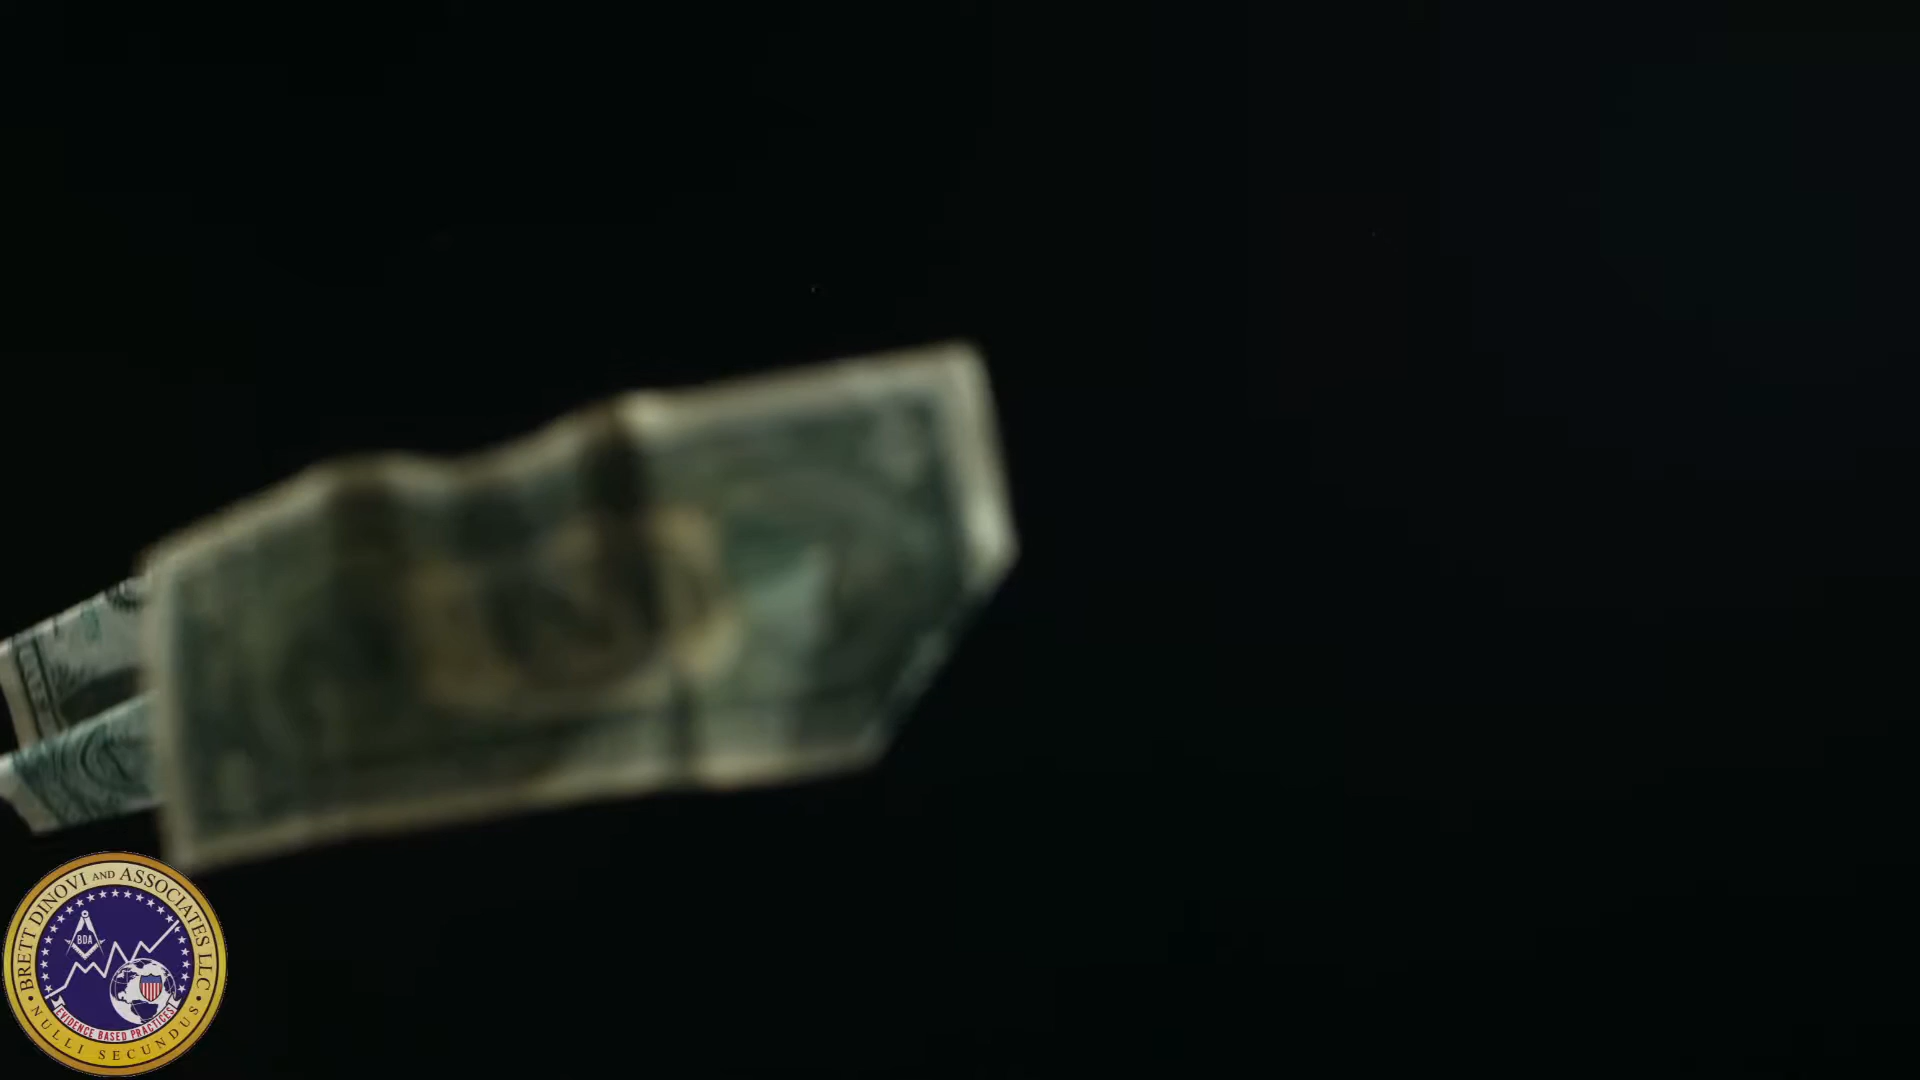 BRETT DINOVI AND ASSOCIATES LLC
BDA
EVIDENCE BASED PRACTICES
NULLI SECUNDUS